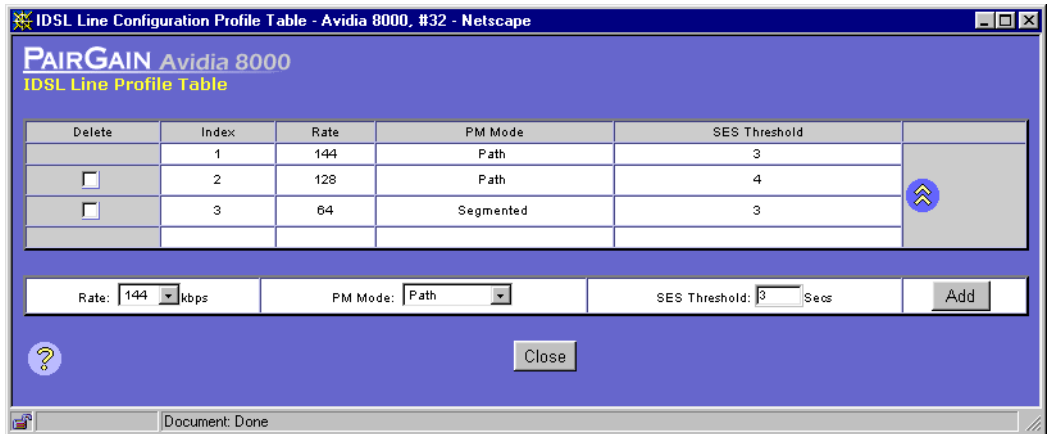 IDSL Line Configuration Profile Table - Avidia 8000, #32 - Netscape
PAIRGAIN Avidia 8000
IDSL Line Profile Table
Delete Index Rate PM Mode SES Threshold
1 144 Path 3
2 128 Path 4
3 64 Segmented 3
Rate: 144 kbps PM Mode: Path SES Threshold: 3 Secs Add
? Close
Document: Done